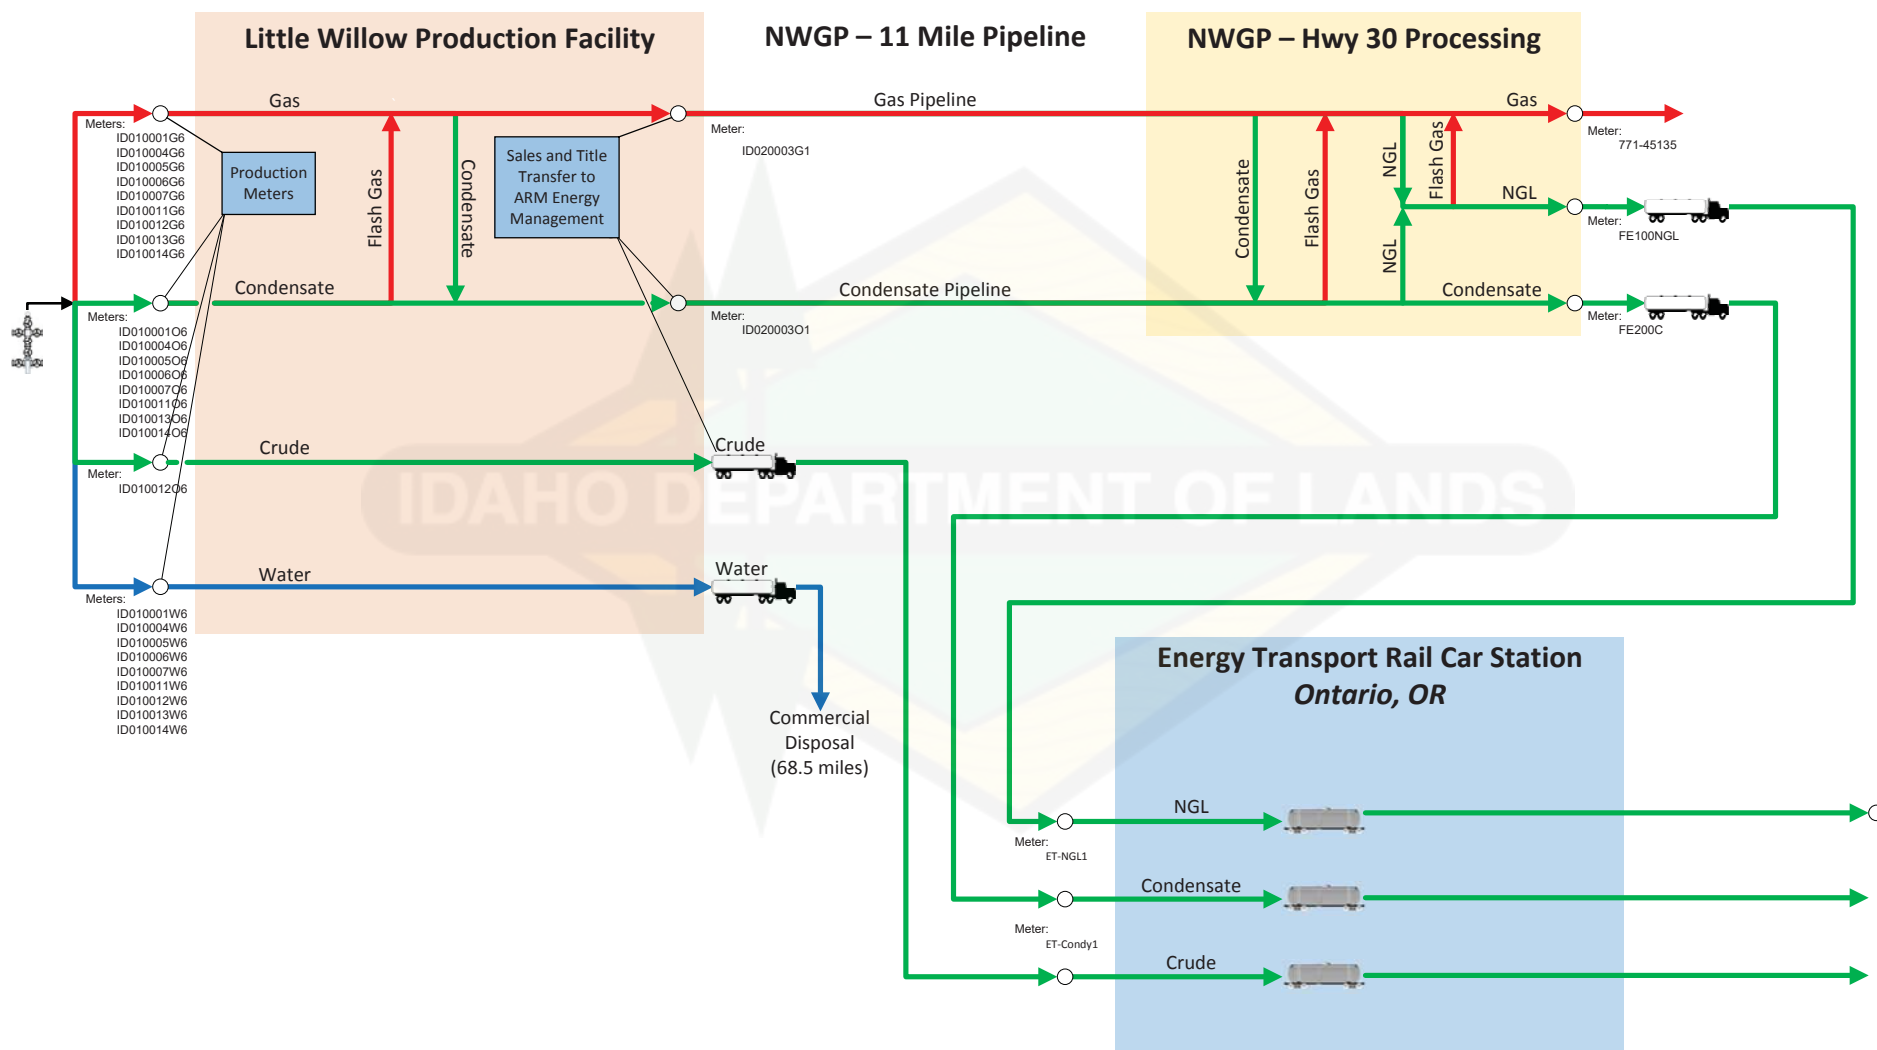 Little Willow Production Facility
NWGP – 11 Mile Pipeline
NWGP – Hwy 30 Processing
Gas
Gas Pipeline
Gas
Meters:
ID010001G6
ID010004G6
ID010005G6
ID010006G6
ID010007G6
ID010011G6
ID010012G6
ID010013G6
ID010014G6
Production
Meters
Flash Gas
Condensate
Sales and Title
Transfer to
ARM Energy
Management
Meter:
ID020003G1
Condensate
Flash Gas
NGL
NGL
Flash Gas
NGL
Meter:
771-45135
Meter:
FE100NGL
Condensate
Condensate Pipeline
Condensate
Meters:
ID010001O6
ID010004O6
ID010005O6
ID010006O6
ID010007O6
ID010011O6
ID010013O6
ID010014O6
Meter:
ID020003O1
Meter:
FE200C
Crude
Crude
Meter:
ID010012O6
IDAHO DEPARTMENT OF LANDS
Water
Water
Meters:
ID010001W6
ID010004W6
ID010005W6
ID010006W6
ID010007W6
ID010011W6
ID010012W6
ID010013W6
ID010014W6
Commercial
Disposal
(68.5 miles)
Energy Transport Rail Car Station
Ontario, OR
NGL
Meter:
ET-NGL1
Condensate
Meter:
ET-Condy1
Crude